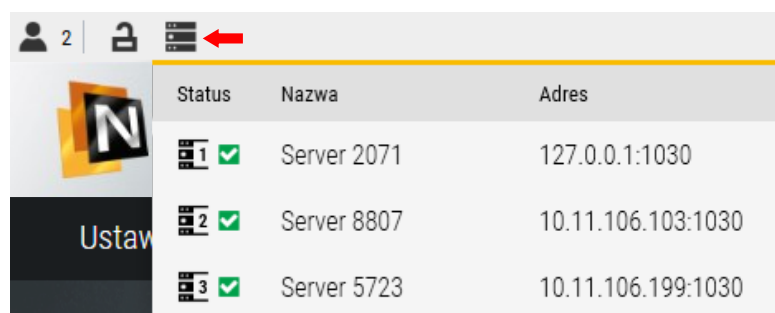 2
N
Status Nazwa Adres
1 Server 2071 127.0.0.1:1030
2 Server 8807 10.11.106.103:1030
Ustaw
3 Server 5723 10.11.106.199:1030